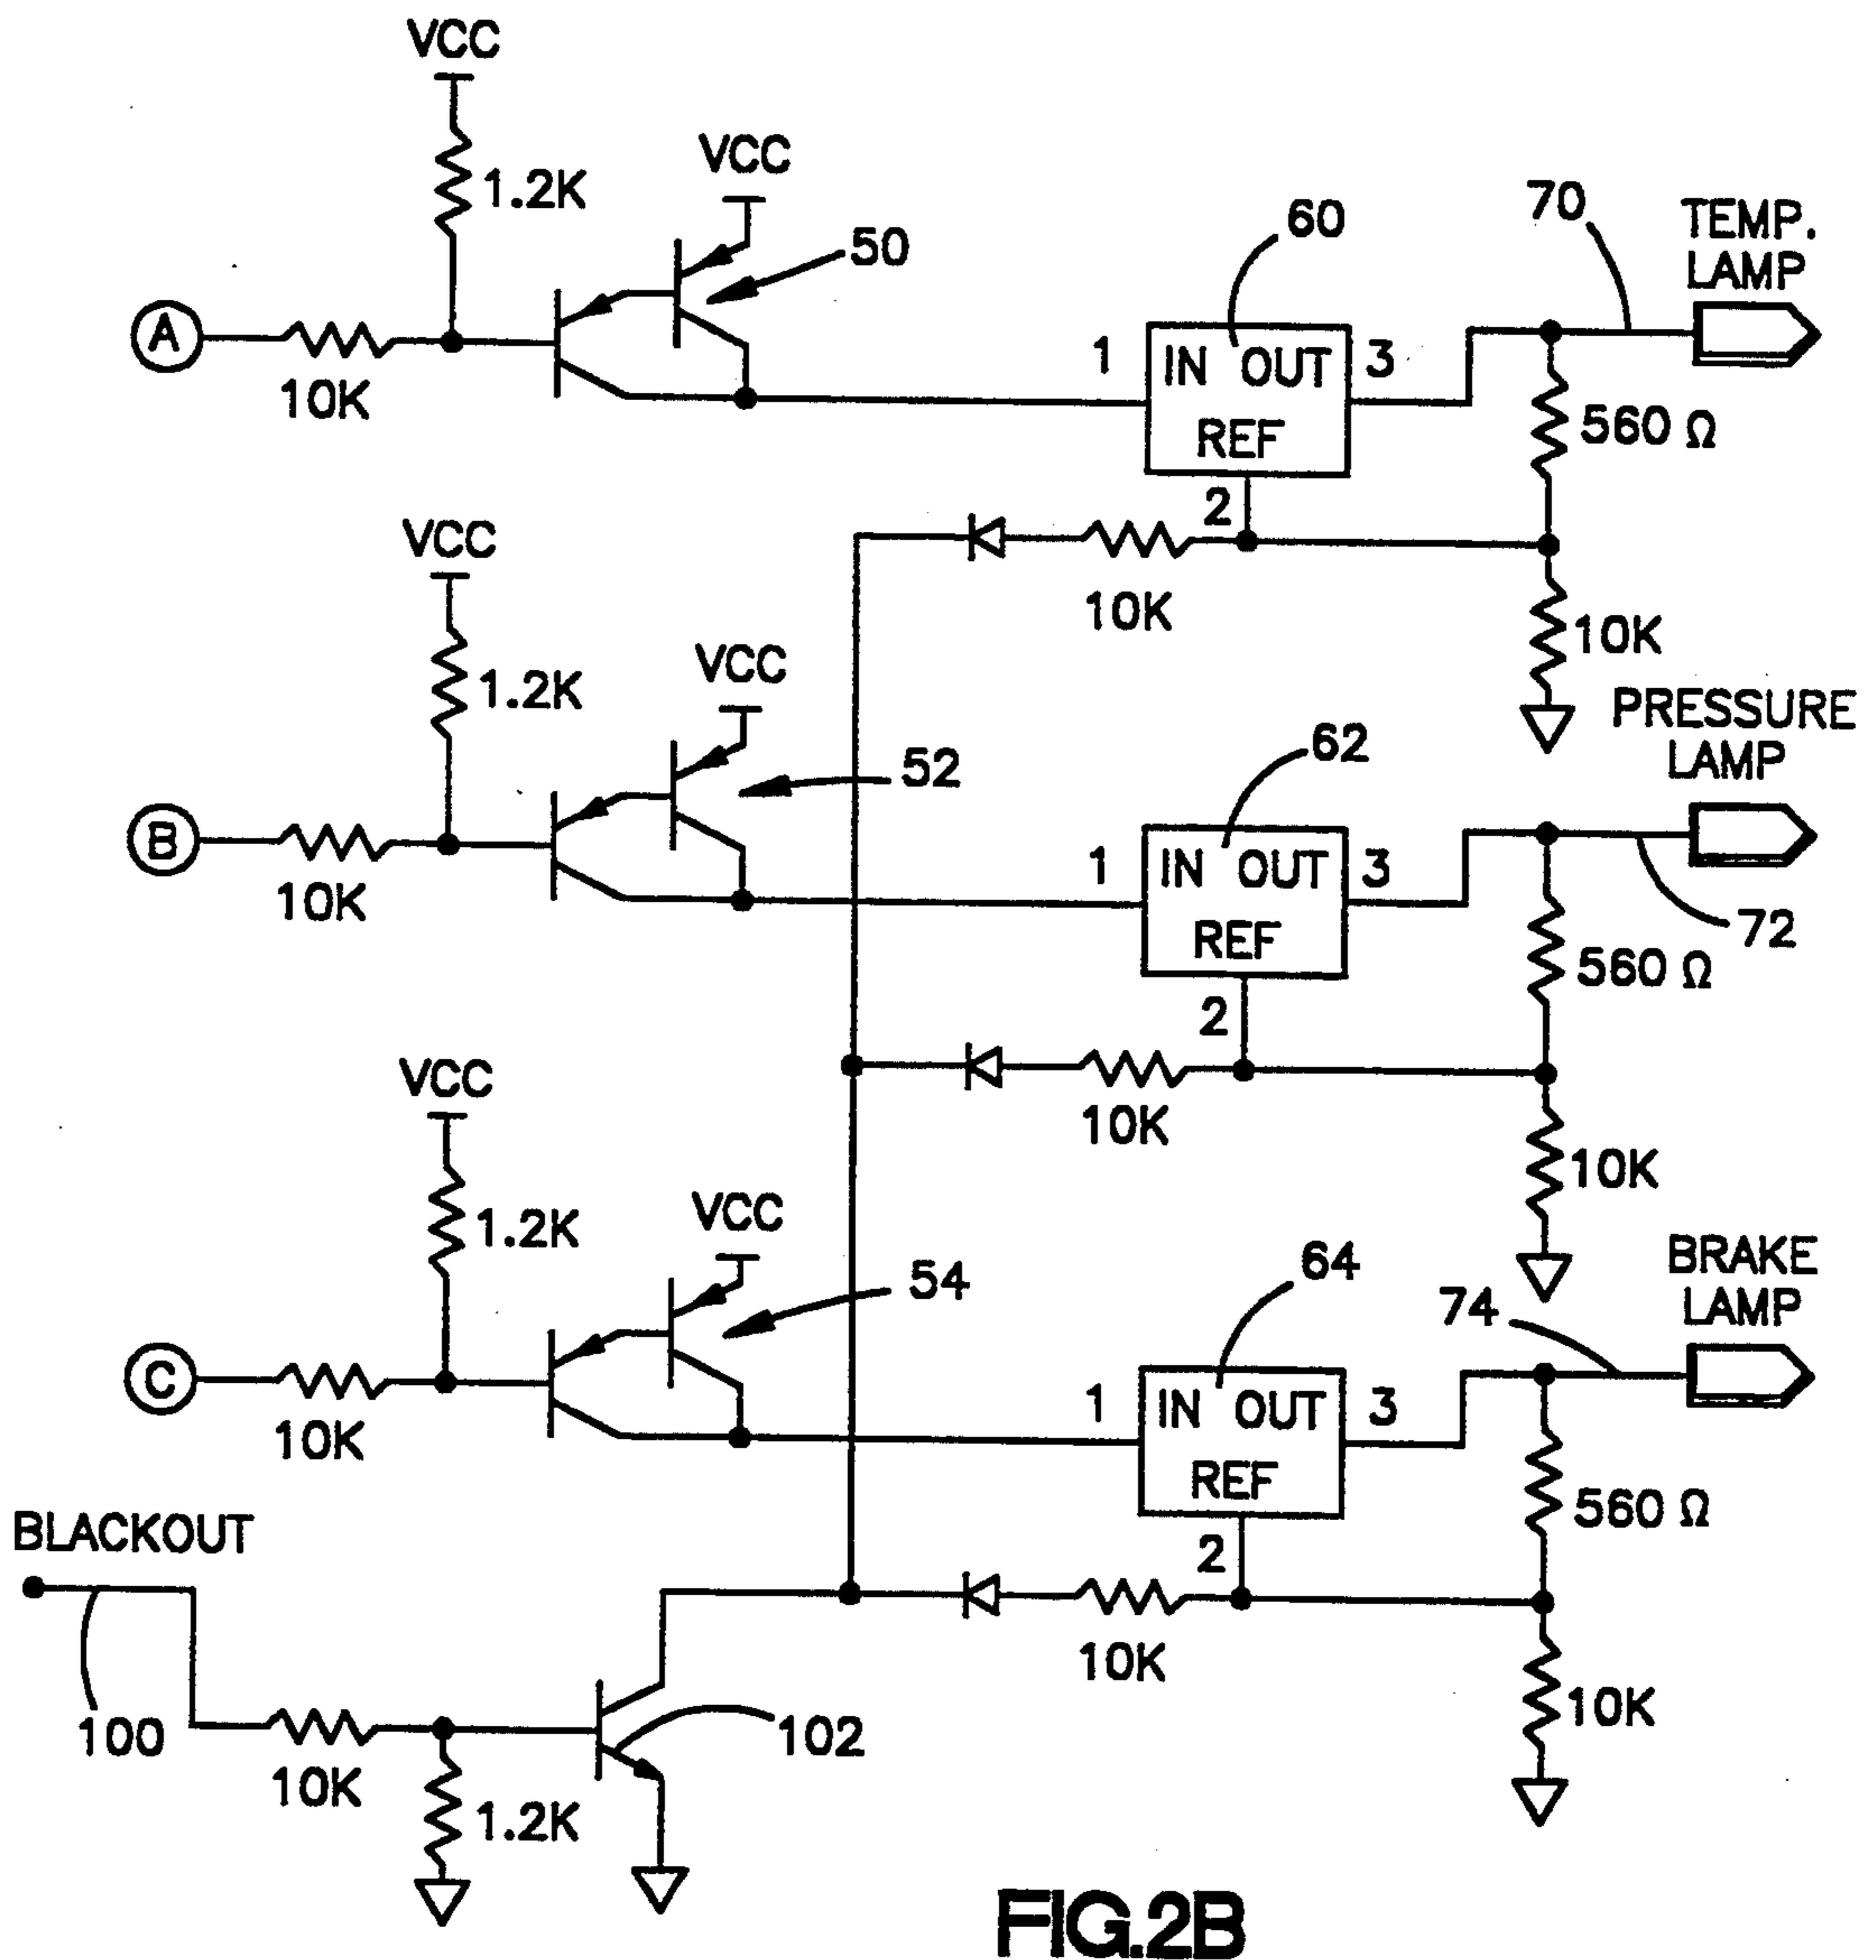 VCC
1.2K
VCC
50
60
70
TEMP.
LAMP
A
10K
1
IN OUT
REF
3
2
560 Ω
10K
10K
VCC
1.2K
VCC
52
62
PRESSURE
LAMP
B
10K
1
IN OUT
REF
3
2
72
560 Ω
10K
10K
VCC
1.2K
VCC
54
64
74
BRAKE
LAMP
C
10K
1
IN OUT
REF
3
2
560 Ω
10K
10K
BLACKOUT
100
10K
1.2K
102
FIG.2B